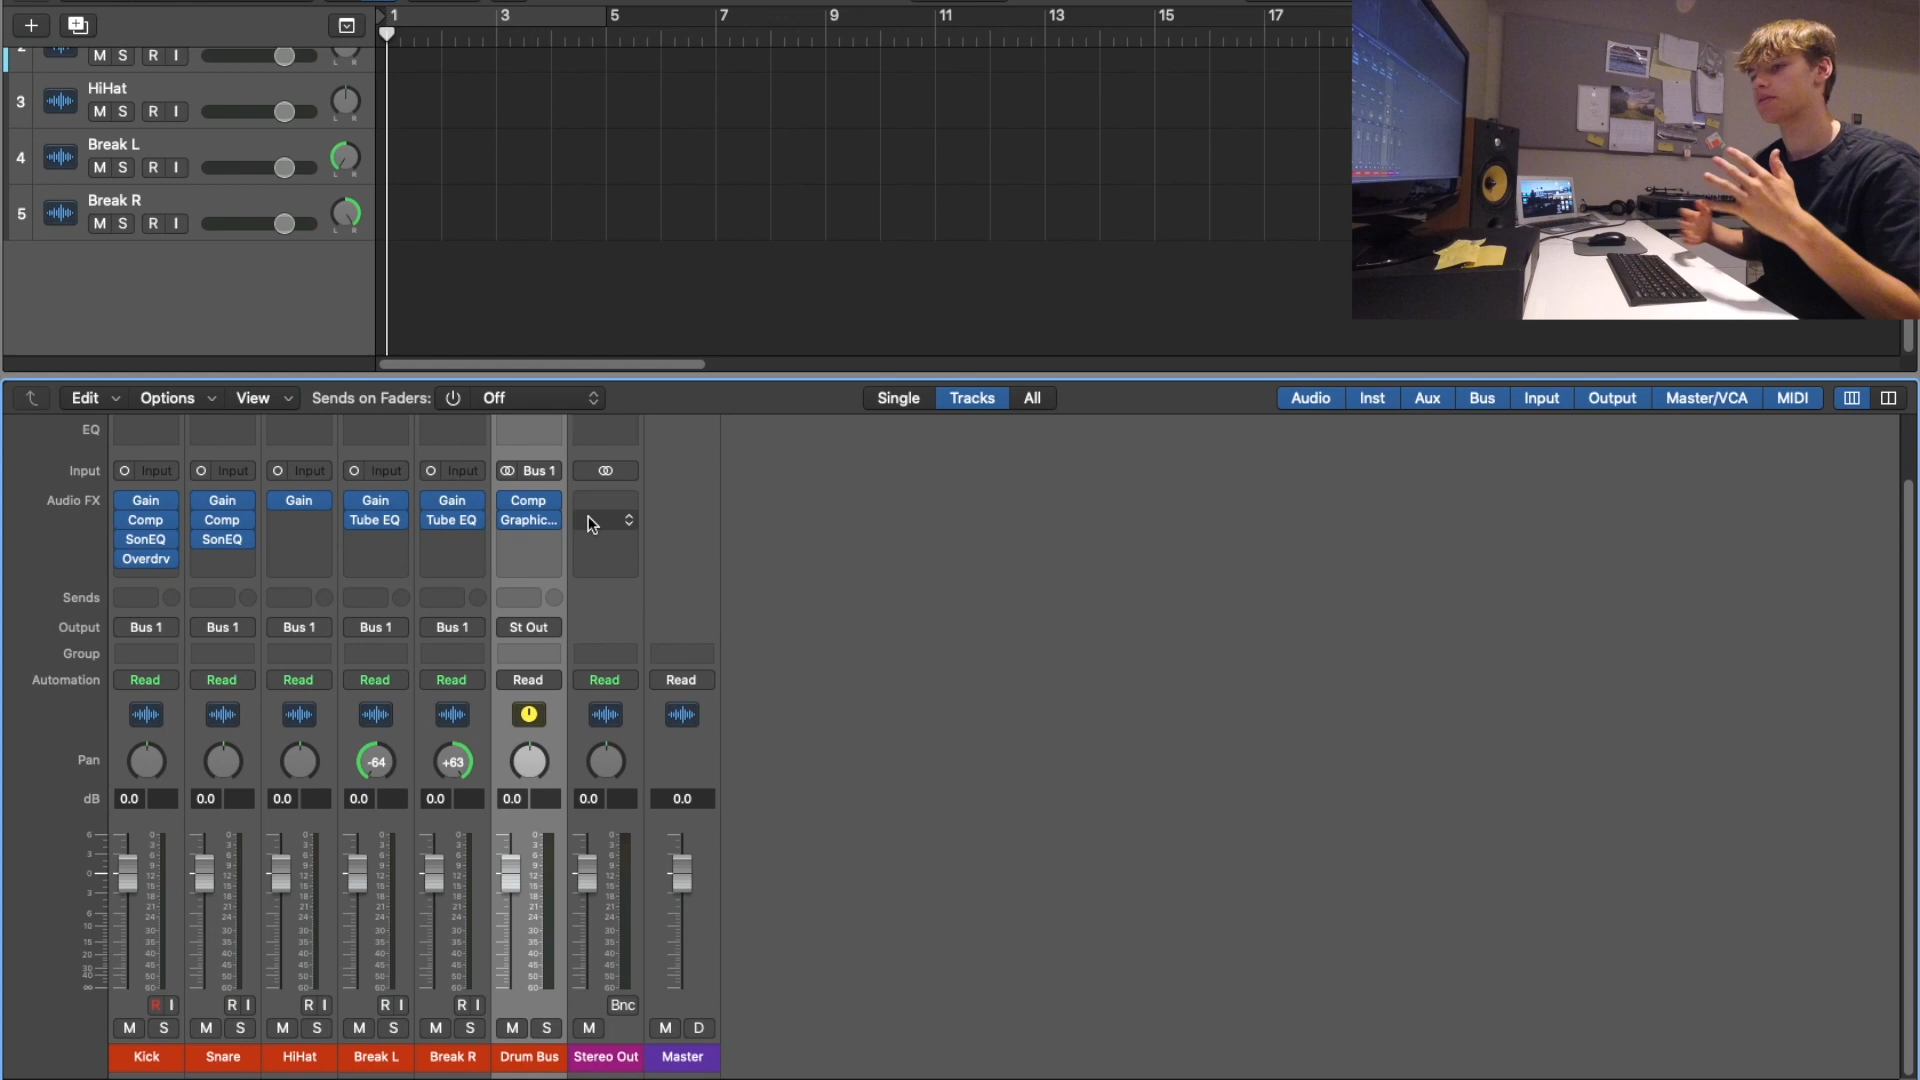 1 3 5 7 9 11 13 15 17
M S R I
3 HiHat
M S R I
4 Break L
M S R I
5 Break R
M S R I
Edit Options View Sends on Faders: Off Single Tracks All Audio Inst Aux Bus Input Output Master/VCA MIDI
EQ
Input Input Input Input Input Input Bus 1
Audio FX Gain Gain Gain Gain Gain Comp
Comp Comp Tube EQ Tube EQ Graphic...
SonEQ SonEQ
Overdrv
Sends
Output Bus 1 Bus 1 Bus 1 Bus 1 Bus 1 St Out
Group
Automation Read Read Read Read Read Read Read Read
Pan -64 +63
dB 0.0 0.0 0.0 0.0 0.0 0.0 0.0 0.0
R I R I R I R I R I Bnc
M S M S M S M S M S M S M M D
Kick Snare HiHat Break L Break R Drum Bus Stereo Out Master